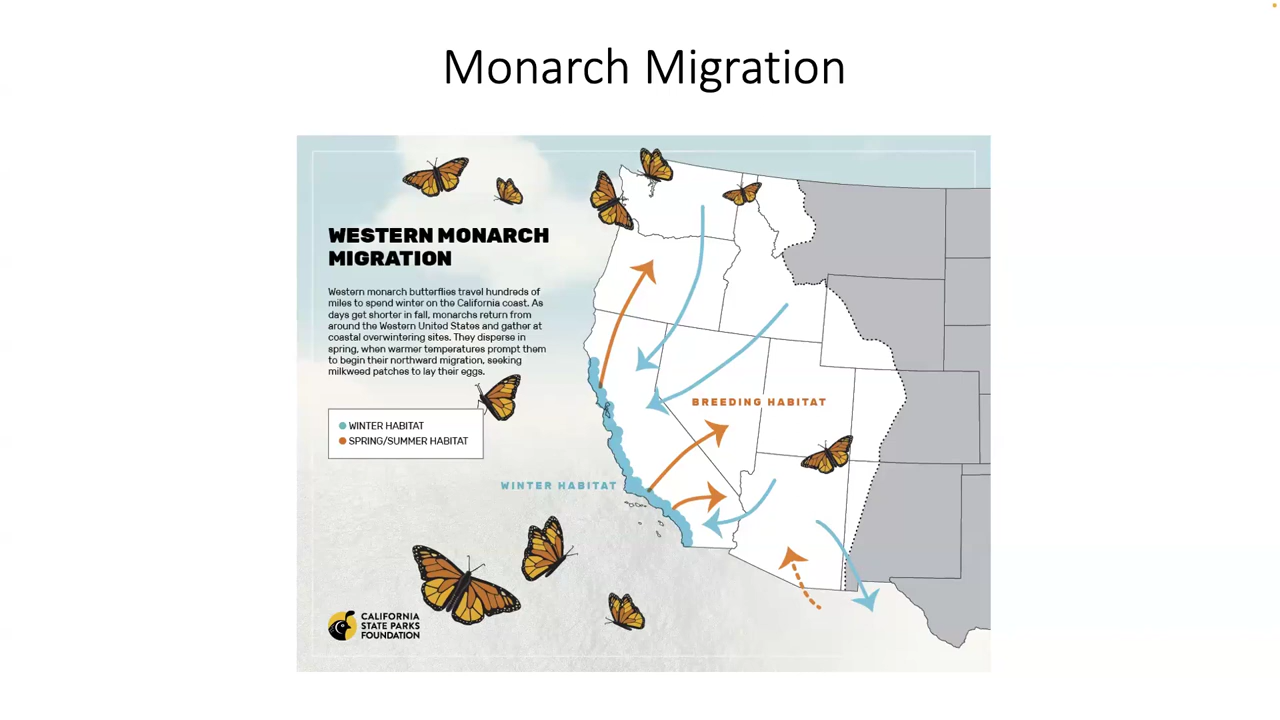 Monarch Migration
WESTERN MONARCH
MIGRATION
Western monarch butterflies travel hundreds of
miles to spend winter on the California coast. As
days get shorter in fall, monarchs return from
around the Western United States and gather at
coastal overwintering sites. They disperse in
spring, when warmer temperatures prompt them
to begin their northward migration, seeking
milkweed patches to lay their eggs.
WINTER HABITAT
SPRING/SUMMER HABITAT
BREEDING HABITAT
WINTER HABITAT
CALIFORNIA
STATE PARKS
FOUNDATION